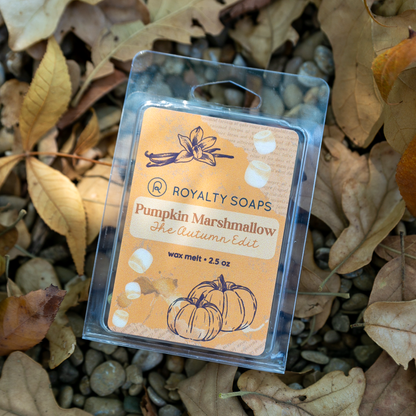 ROYALTY SOAPS
Pumpkin Marshmallow
The Autumn Edit
wax melt • 2.5 oz